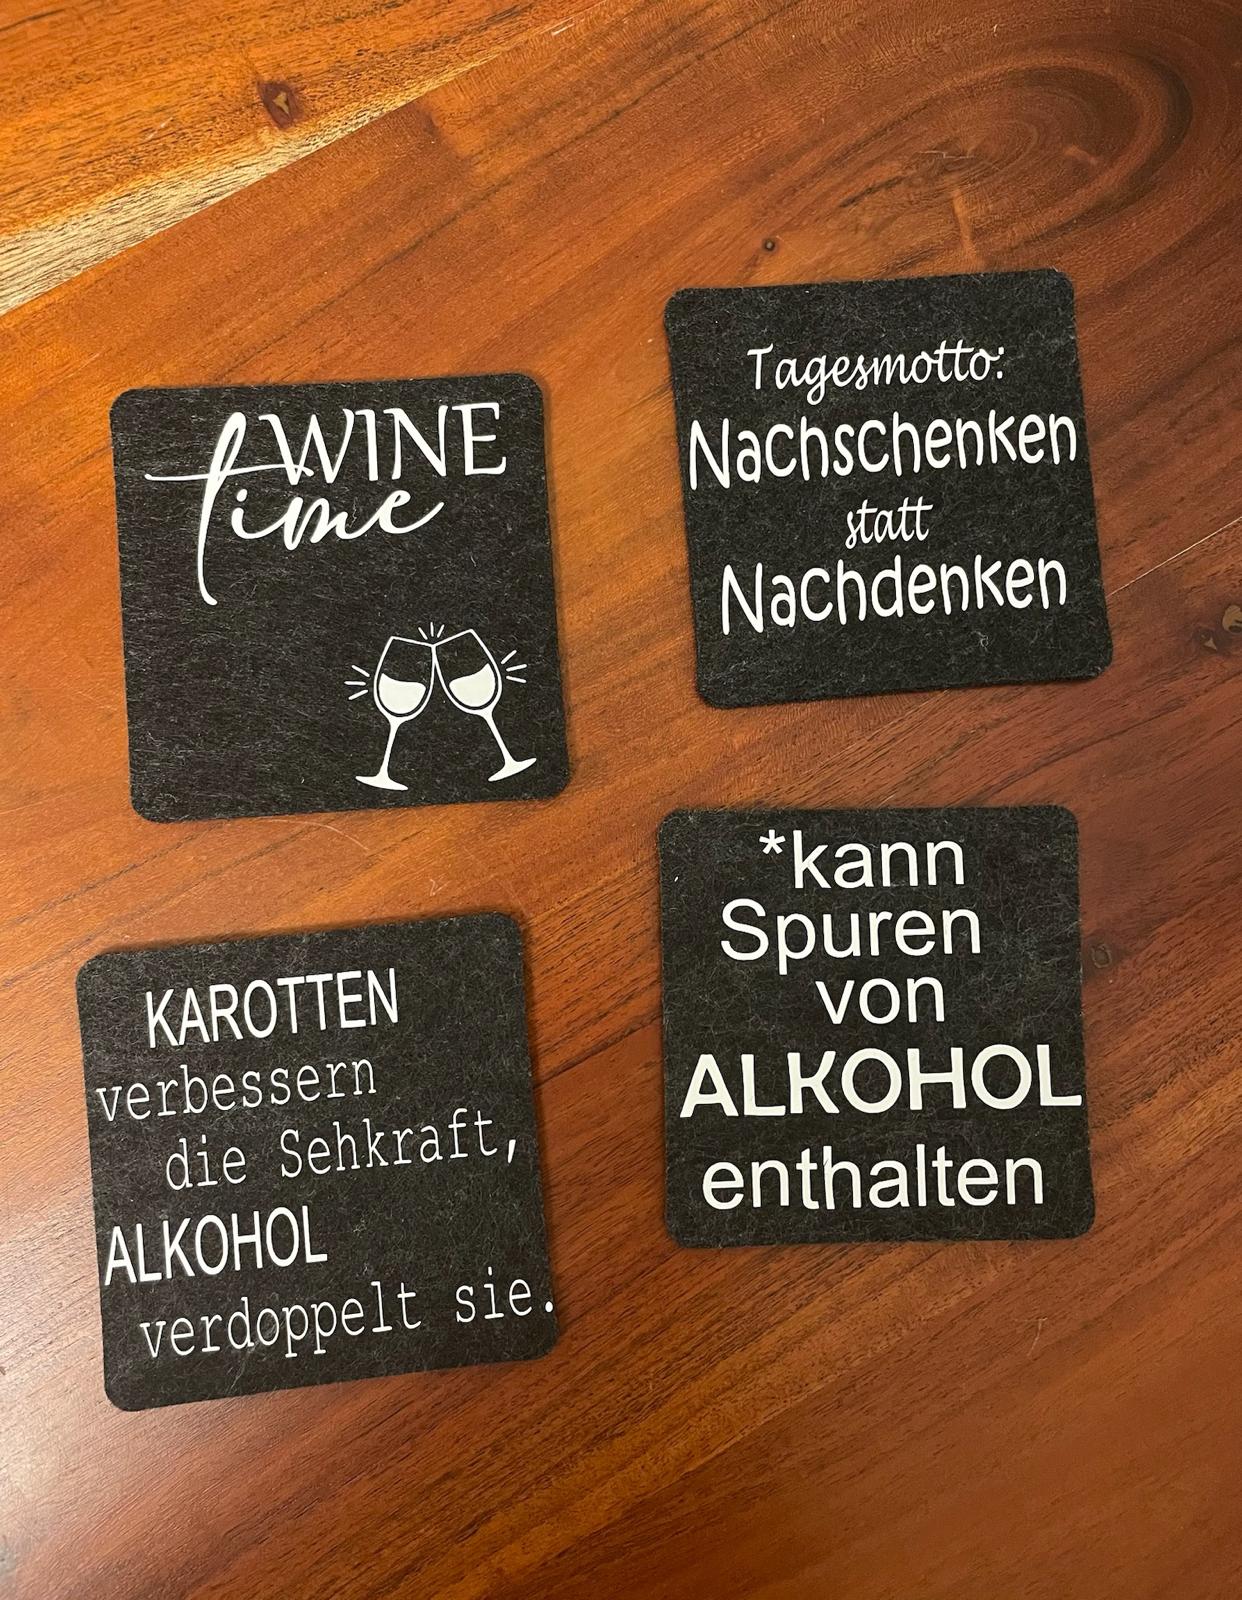 WINE
time
Tagesmotto:
Nachschenken
statt
Nachdenken
KAROTTEN
verbessern
die Sehkraft,
ALKOHOL
verdoppelt sie.
*kann
Spuren
von
ALKOHOL
enthalten